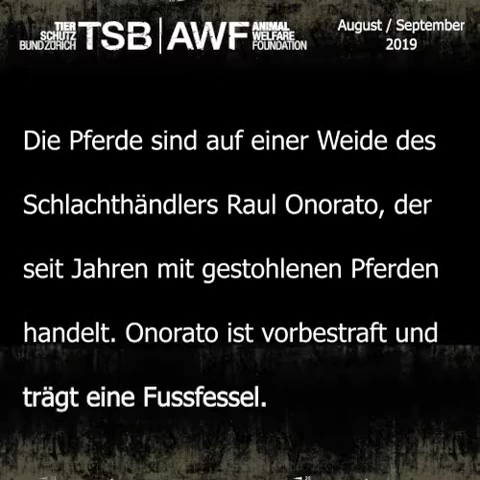 TIER
SCHUTZ
BUND ZÜRICH
TSB | AWF
ANIMAL
WELFARE
FOUNDATION
August / September
2019
Die Pferde sind auf einer Weide des
Schlachthändlers Raul Onorato, der
seit Jahren mit gestohlenen Pferden
handelt. Onorato ist vorbestraft und
trägt eine Fussfessel.